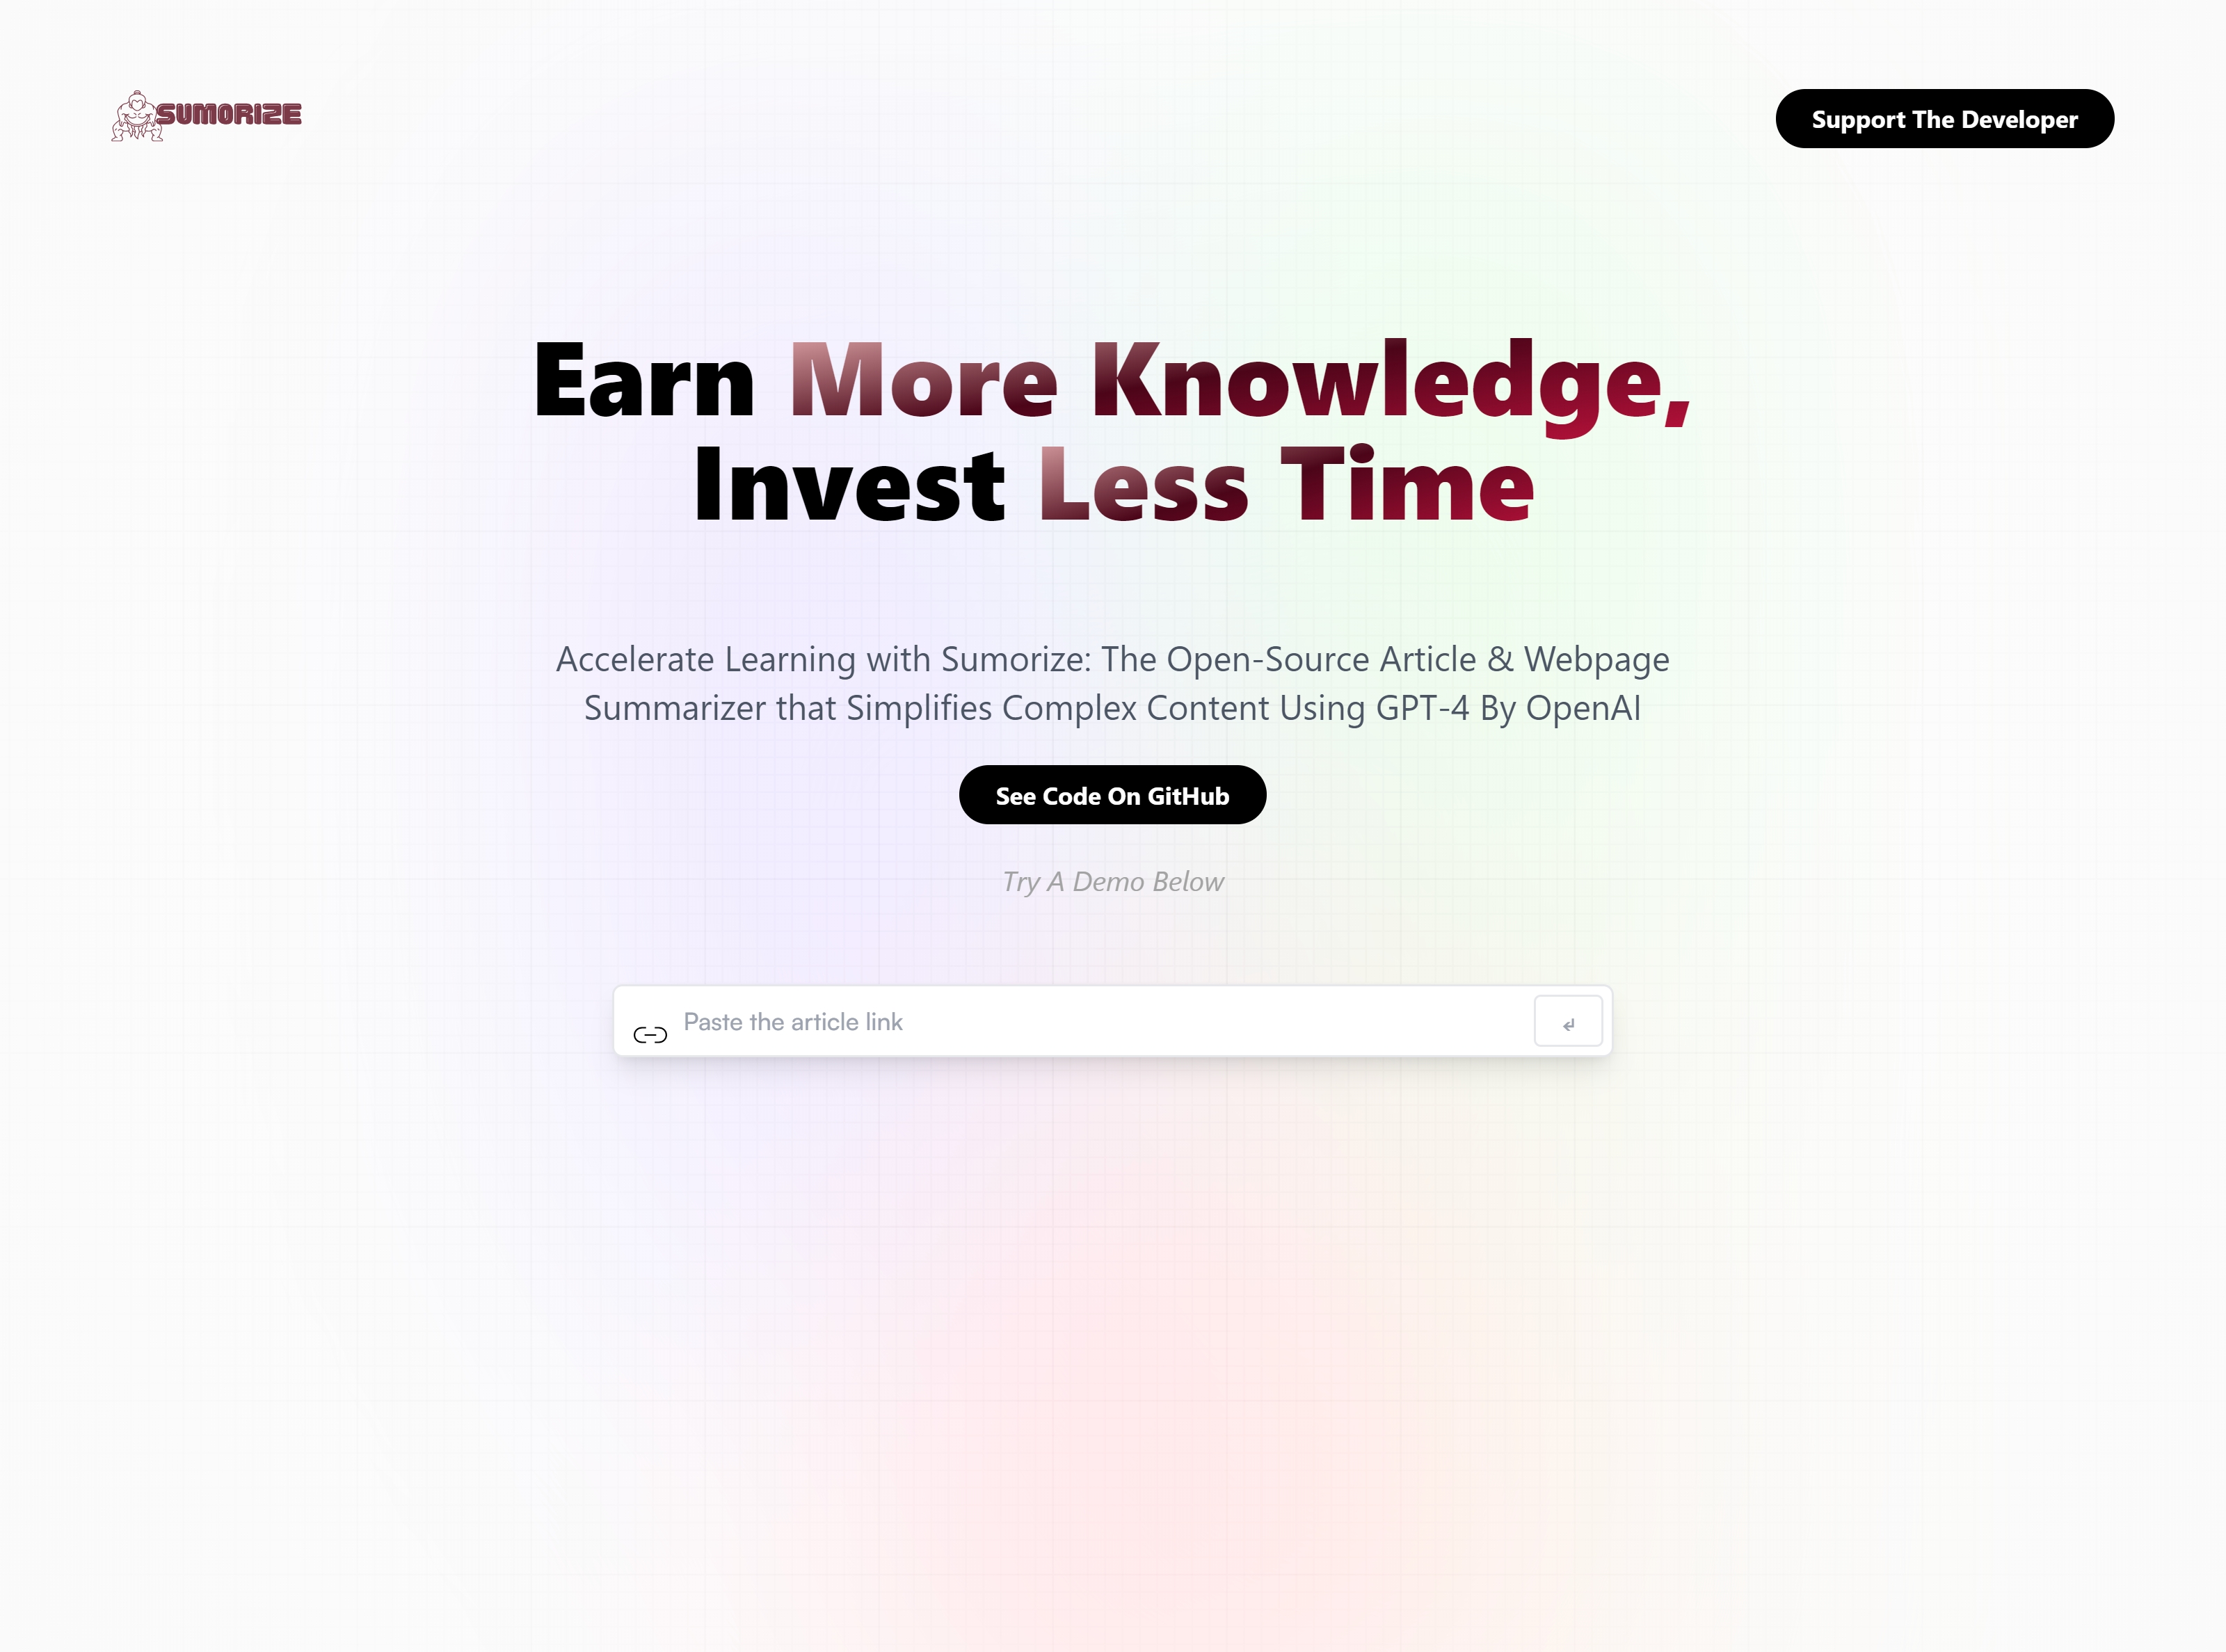 SUMORIZE
Support The Developer
Earn More Knowledge,
Invest Less Time
Accelerate Learning with Sumorize: The Open-Source Article & Webpage
Summarizer that Simplifies Complex Content Using GPT-4 By OpenAI
See Code On GitHub
Try A Demo Below
Paste the article link